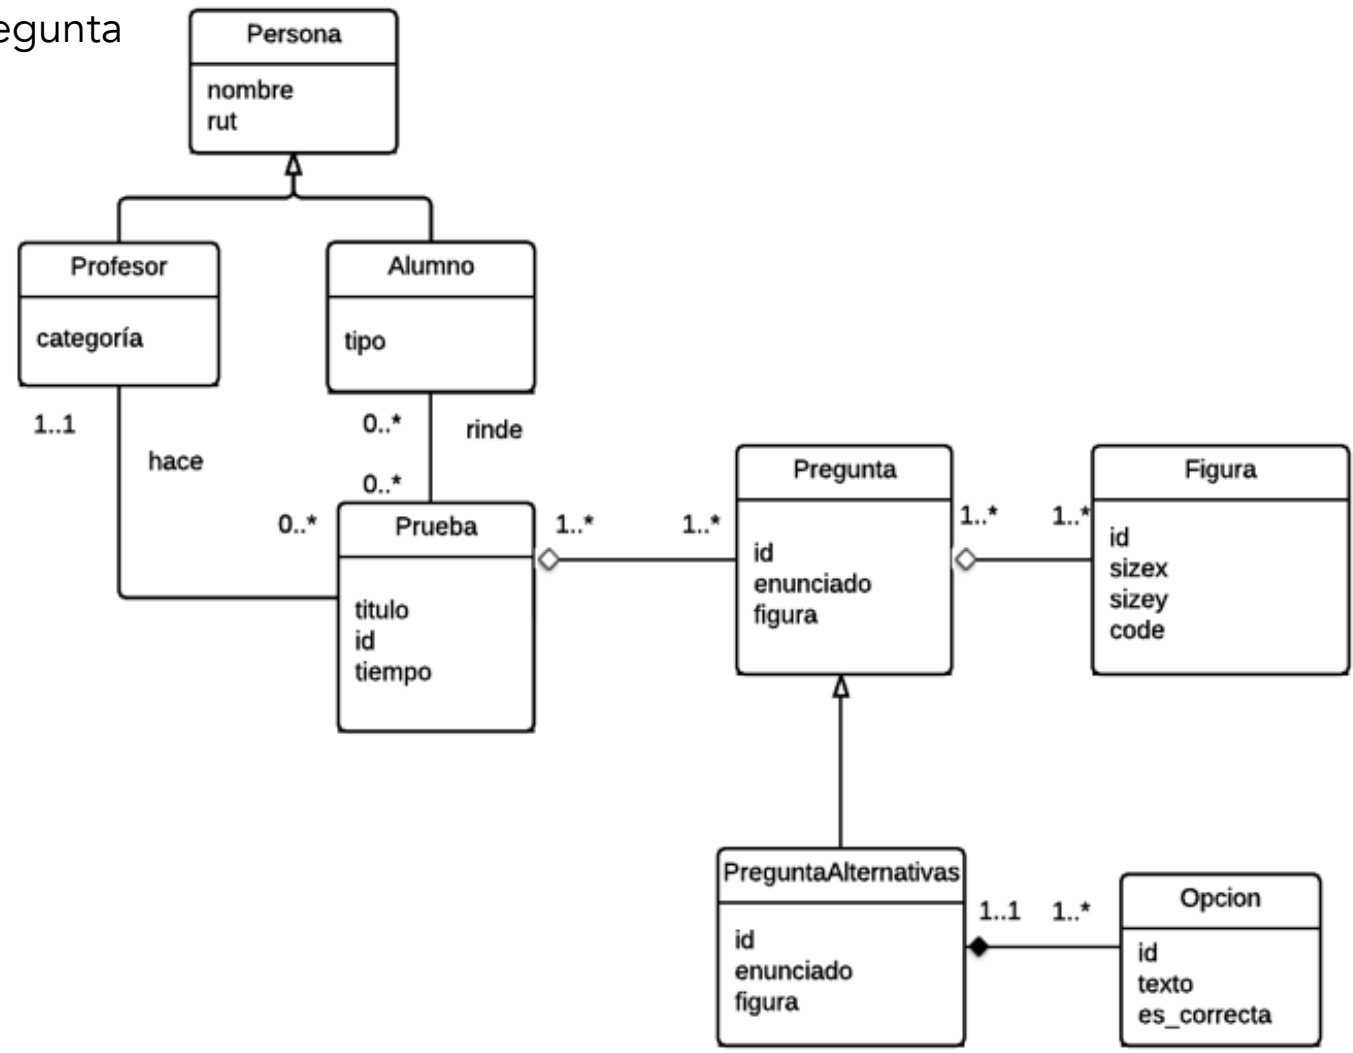 egunta
Persona
nombre
rut
Profesor
categoría
Alumno
tipo
1..1
hace
0..*
rinde
0..*
0..*
Prueba
titulo
id
tiempo
1..*
1..*
Pregunta
id
enunciado
figura
1..*
1..*
Figura
id
sizex
sizey
code
PreguntaAlternativas
id
enunciado
figura
1..1
1..*
Opcion
id
texto
es_correcta